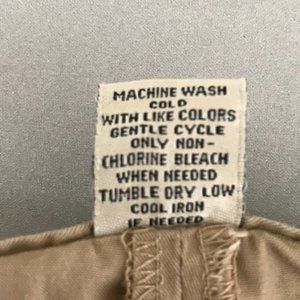 MACHINE WASH
COLD
WITH LIKE COLORS
GENTLE CYCLE
ONLY NON-
CHLORINE BLEACH
WHEN NEEDED
TUMBLE DRY LOW
COOL IRON
IF NEEDED